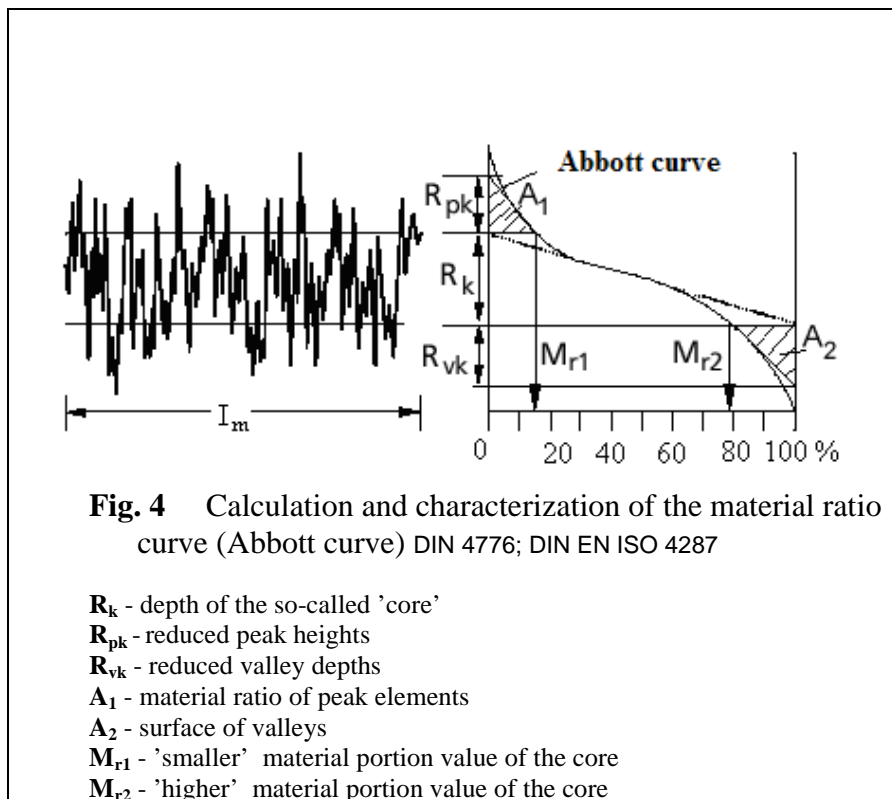 Abbott curve
Rpk
A1
Rk
Rvk
Mr1
Mr2
A2
Im
0 20 40 60 80 100 %
Fig. 4 Calculation and characterization of the material ratio
curve (Abbott curve) DIN 4776; DIN EN ISO 4287
Rk - depth of the so-called ’core’
Rpk - reduced peak heights
Rvk - reduced valley depths
A1 - material ratio of peak elements
A2 - surface of valleys
Mr1 - ’smaller’ material portion value of the core
Mr2 - ’higher’ material portion value of the core